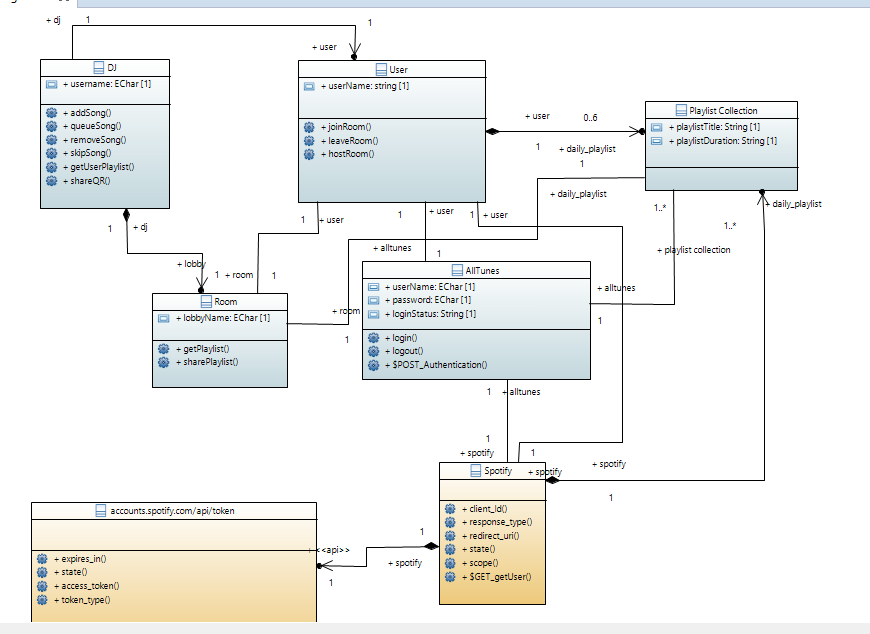 + dj
1
1
+ user
DJ
+ username: EChar [1]
+ addSong()
+ queueSong()
+ removeSong()
+ skipSong()
+ getUserPlaylist()
+ shareQR()
User
+ userName: string [1]
+ joinRoom()
+ leaveRoom()
+ hostRoom()
+ user
0..6
1
+ daily_playlist
1
+ daily_playlist
Playlist Collection
+ playlistTitle: String [1]
+ playlistDuration: String [1]
1..*
+ daily_playlist
1..*
+ playlist collection
1
+ dj
1
+ user
1
+ user
1
+ user
+ lobby
1
+ room
1
+ alltunes
1
Room
+ lobbyName: EChar [1]
+ getPlaylist()
+ sharePlaylist()
+ room
1
AllTunes
+ userName: EChar [1]
+ password: EChar [1]
+ loginStatus: String [1]
+ login()
+ logout()
+ $POST_Authentication()
+ alltunes
1
1
+ alltunes
1
+ spotify
1
+ spotify
+ spotify
1
Spotify
+ client_Id()
+ response_type()
+ redirect_uri()
+ state()
+ scope()
+ $GET_getUser()
accounts.spotify.com/api/token
+ expires_in()
+ state()
+ access_token()
+ token_type()
<<api>>
1
1
+ spotify